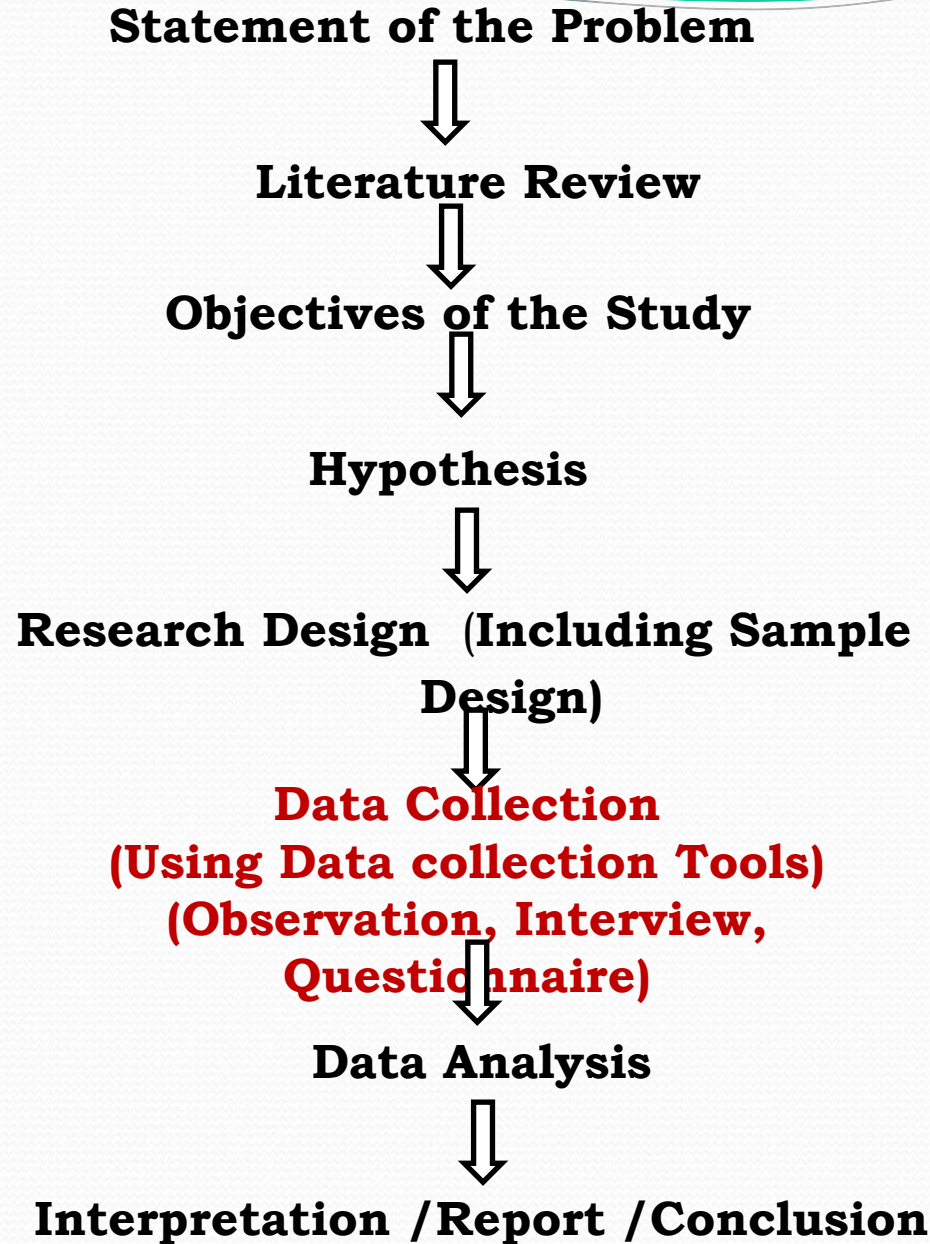 Statement of the Problem
Literature Review
Objectives of the Study
Hypothesis
Research Design (Including Sample
Design)
Data Collection
(Using Data collection Tools)
(Observation, Interview,
Questionnaire)
Data Analysis
Interpretation /Report /Conclusion